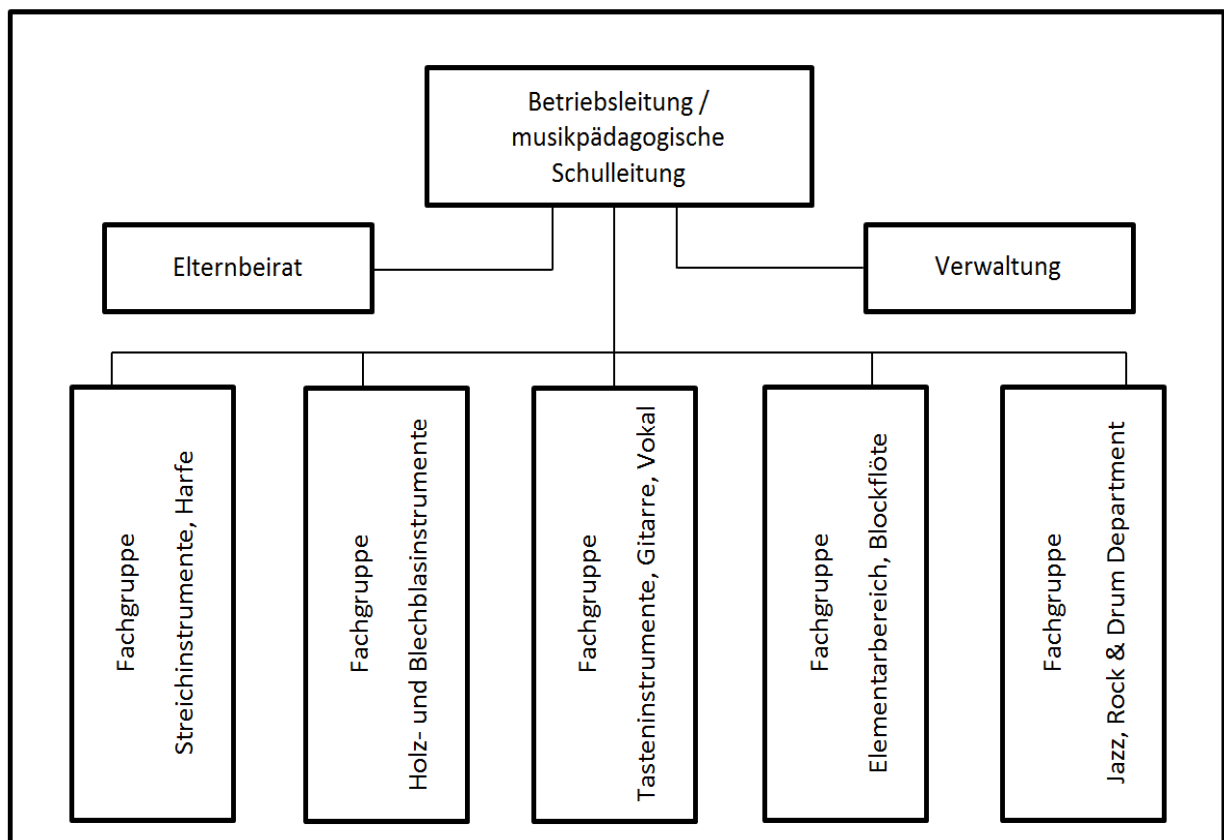 Betriebsleitung /
musikpädagogische
Schulleitung
Elternbeirat
Verwaltung
Fachgruppe
Streichinstrumente, Harfe
Fachgruppe
Holz- und Blechblasinstrumente
Fachgruppe
Tasteninstrumente, Gitarre, Vokal
Fachgruppe
Elementarbereich, Blockflöte
Fachgruppe
Jazz, Rock & Drum Department